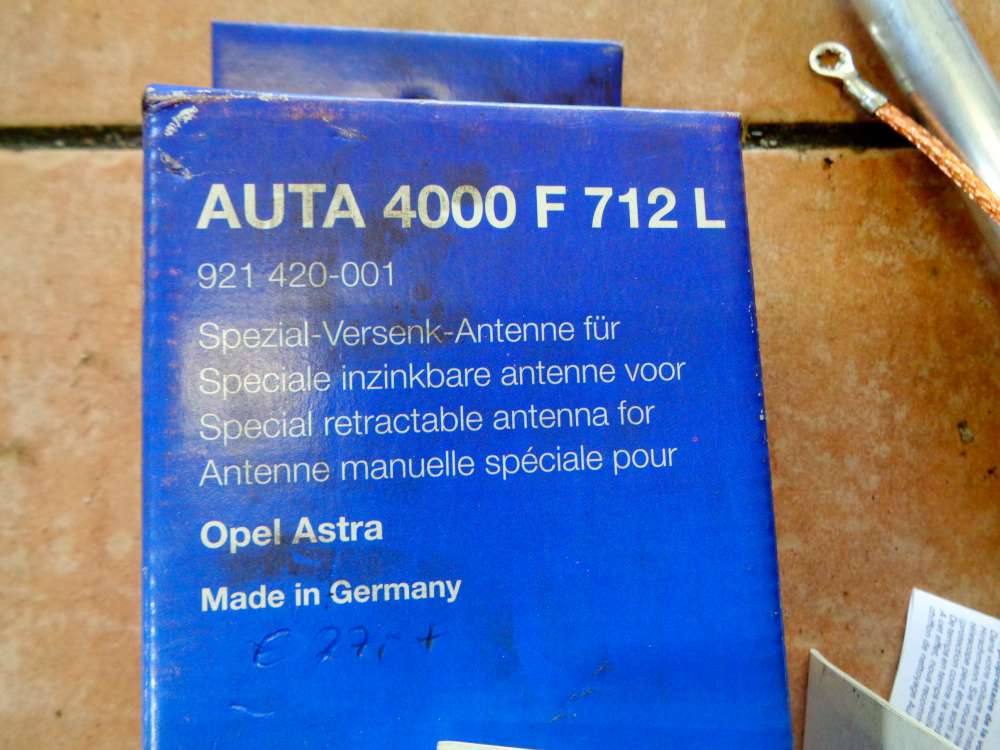 AUTA 4000 F 712 L
921 420-001
Spezial-Versenk-Antenne für
Speciale inzinkbare antenne voor
Special retractable antenna for
Antenne manuelle spéciale pour
Opel Astra
Made in Germany
€ 27,-+